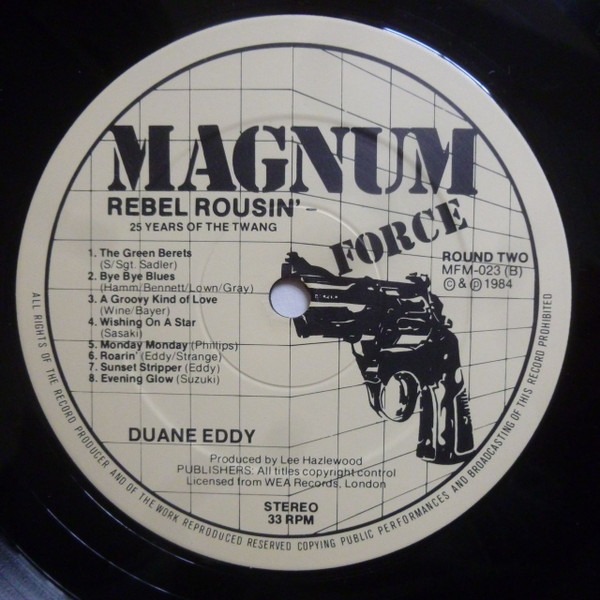 MAGNUM
FORCE
REBEL ROUSIN' –
25 YEARS OF THE TWANG
ROUND TWO
MFM-023 (B)
© & ℗ 1984
1. The Green Berets
(S/Sgt. Sadler)
2. Bye Bye Blues
(Hamm/Bennett/Lown/Gray)
3. A Groovy Kind of Love
(Wine/Bayer)
4. Wishing On A Star
(Sasaki)
5. Monday Monday (Phillips)
6. Roarin' (Eddy/Strange)
7. Sunset Stripper (Eddy)
8. Evening Glow (Suzuki)
DUANE EDDY
Produced by Lee Hazlewood
PUBLISHERS: All titles copyright control
Licensed from WEA Records, London
STEREO
33 RPM
ALL RIGHTS OF THE RECORD PRODUCER AND OF THE WORK REPRODUCED RESERVED COPYING PUBLIC PERFORMANCES AND BROADCASTING OF THIS RECORD PROHIBITED